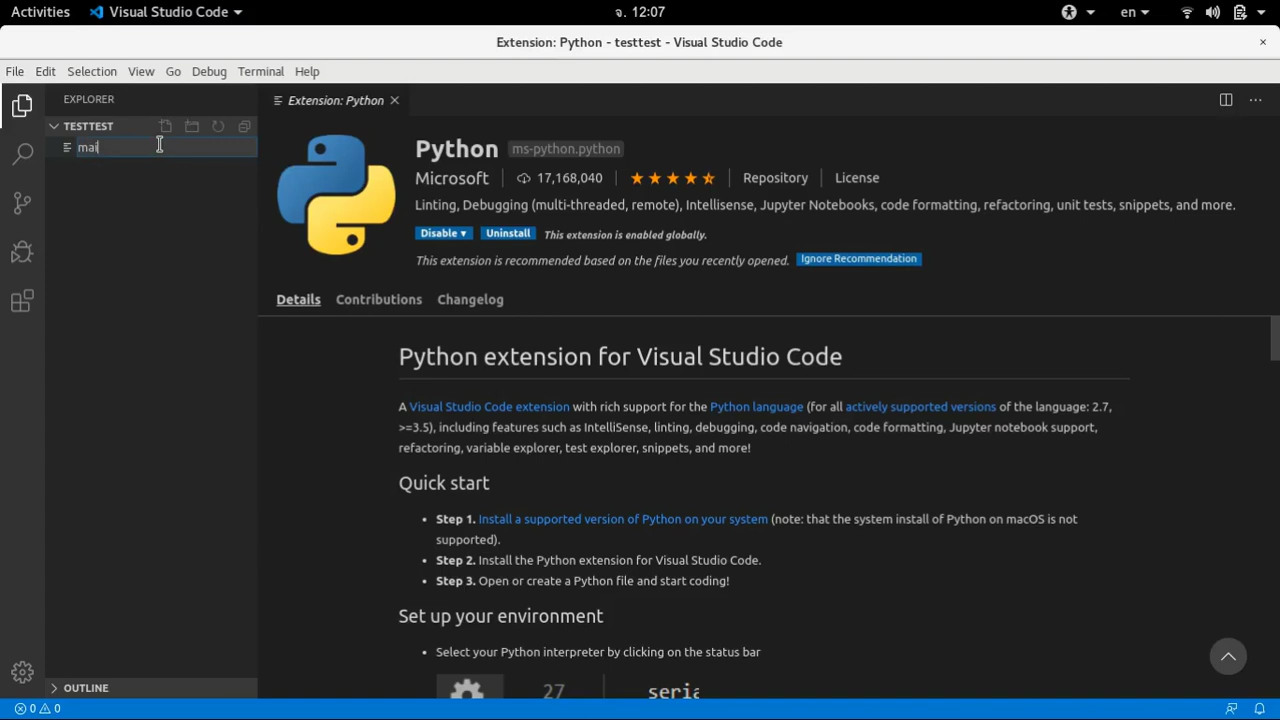 Activities Visual Studio Code จ. 12:07 en
Extension: Python - testtest - Visual Studio Code
File Edit Selection View Go Debug Terminal Help
EXPLORER
Extension: Python
TESTTEST
mai
Python ms-python.python
Microsoft 17,168,040 Repository License
Linting, Debugging (multi-threaded, remote), Intellisense, Jupyter Notebooks, code formatting, refactoring, unit tests, snippets, and more.
Disable Uninstall This extension is enabled globally.
This extension is recommended based on the files you recently opened. Ignore Recommendation
Details Contributions Changelog
Python extension for Visual Studio Code
A Visual Studio Code extension with rich support for the Python language (for all actively supported versions of the language: 2.7,
>=3.5), including features such as IntelliSense, linting, debugging, code navigation, code formatting, Jupyter notebook support,
refactoring, variable explorer, test explorer, snippets, and more!
Quick start
• Step 1. Install a supported version of Python on your system (note: that the system install of Python on macOS is not
supported).
• Step 2. Install the Python extension for Visual Studio Code.
• Step 3. Open or create a Python file and start coding!
Set up your environment
• Select your Python interpreter by clicking on the status bar
27 seria
OUTLINE
0 0